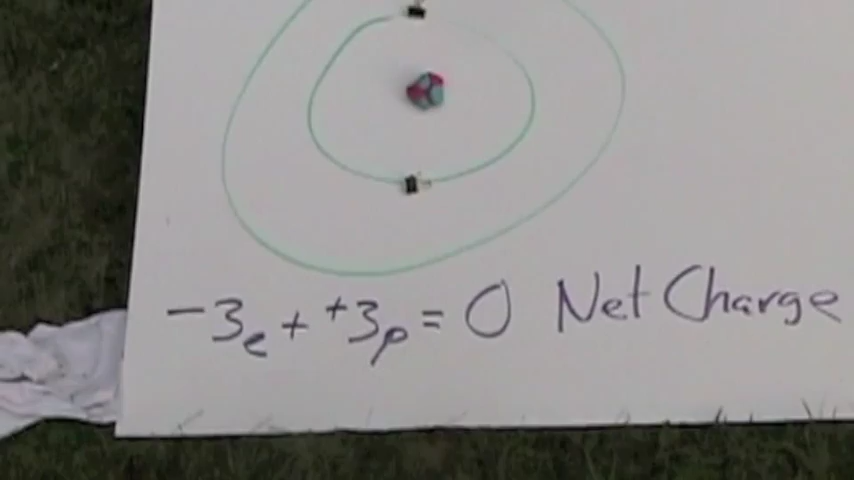 -3e + +3p = 0 Net Charge